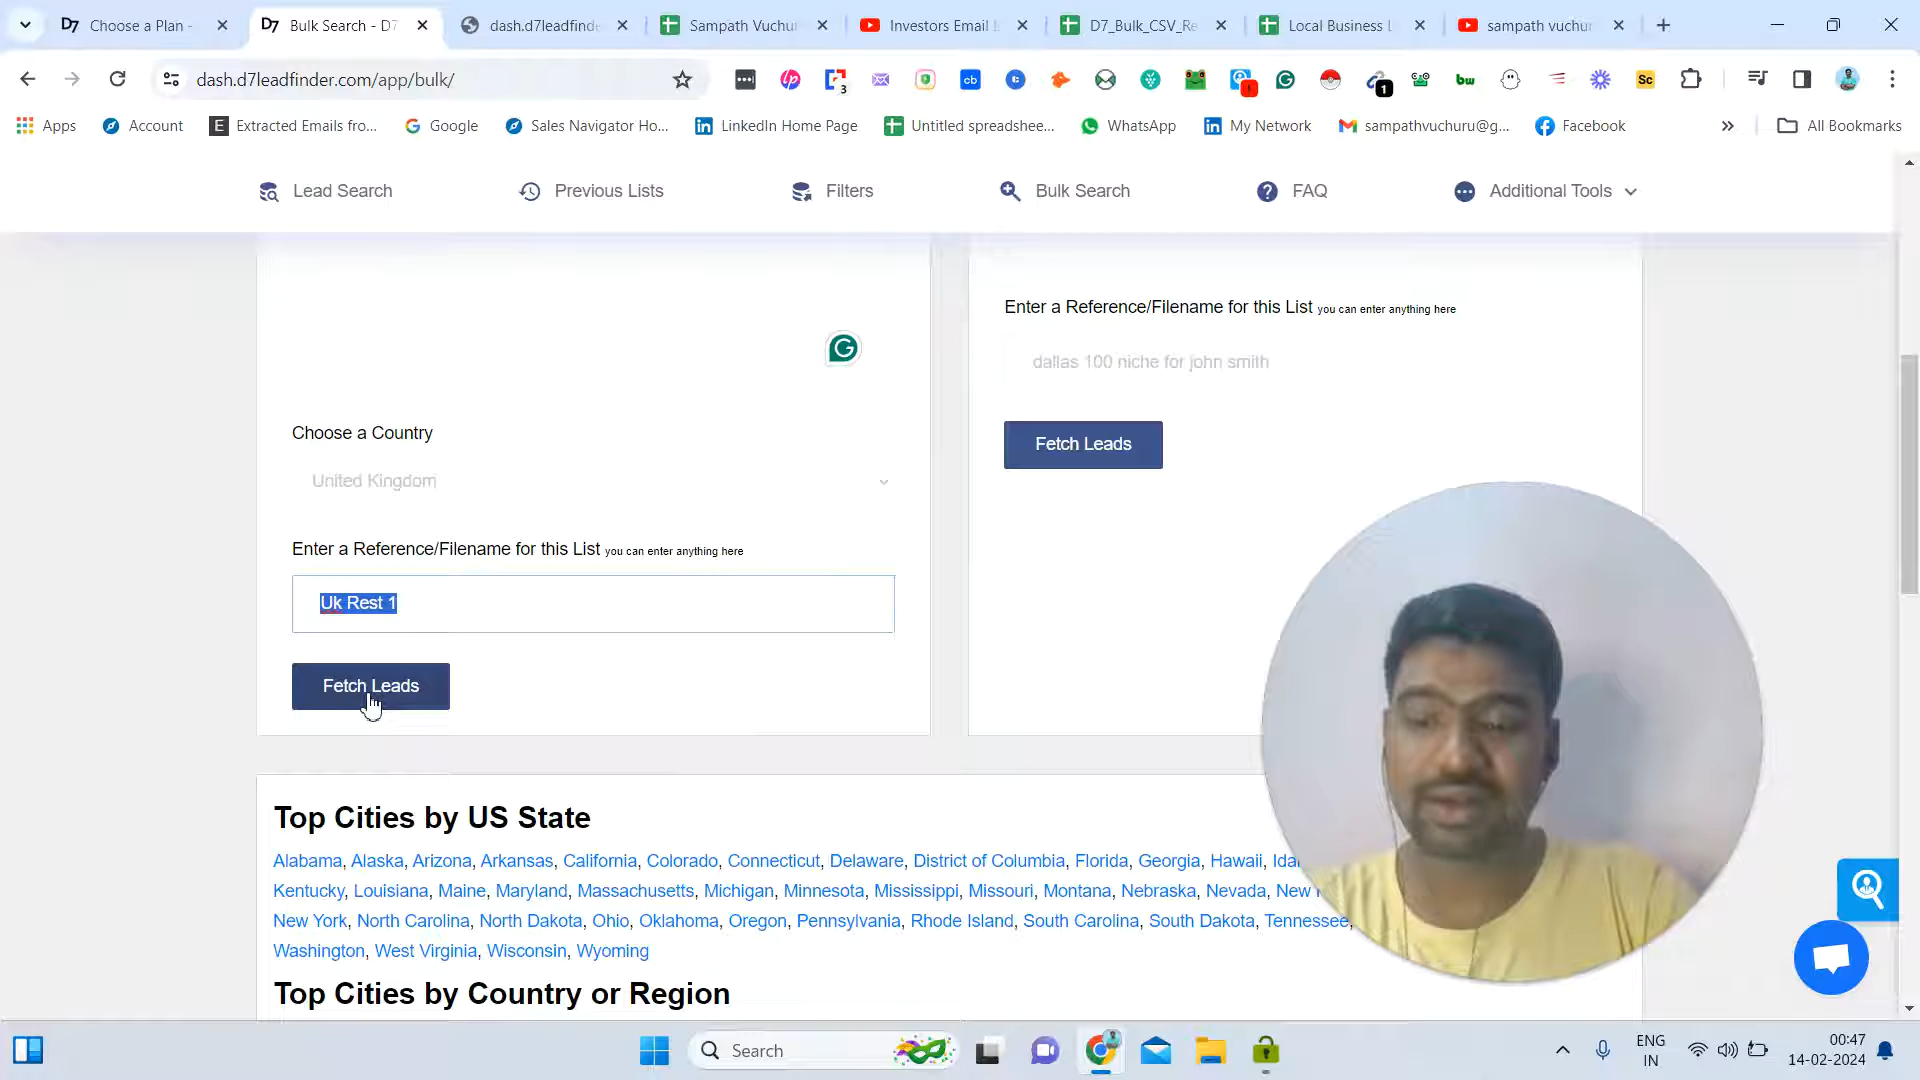 Choose a Plan -
Bulk Search - D7
dash.d7leadfinde
Sampath Vuchu
Investors Email
D7_Bulk_CSV_Re
Local Business L
sampath vuchur
dash.d7leadfinder.com/app/bulk/
Apps
Account
Extracted Emails fro...
Google
Sales Navigator Ho...
LinkedIn Home Page
Untitled spreadshee...
WhatsApp
My Network
sampathvuchuru@g...
Facebook
All Bookmarks
Lead Search
Previous Lists
Filters
Bulk Search
FAQ
Additional Tools
Enter a Reference/Filename for this List you can enter anything here
dallas 100 niche for john smith
Fetch Leads
Choose a Country
United Kingdom
Enter a Reference/Filename for this List you can enter anything here
Uk Rest 1
Fetch Leads
Top Cities by US State
Alabama, Alaska, Arizona, Arkansas, California, Colorado, Connecticut, Delaware, District of Columbia, Florida, Georgia, Hawaii, Ida
Kentucky, Louisiana, Maine, Maryland, Massachusetts, Michigan, Minnesota, Mississippi, Missouri, Montana, Nebraska, Nevada, New
New York, North Carolina, North Dakota, Ohio, Oklahoma, Oregon, Pennsylvania, Rhode Island, South Carolina, South Dakota, Tennessee,
Washington, West Virginia, Wisconsin, Wyoming
Top Cities by Country or Region
Search
ENG
IN
00:47
14-02-2024